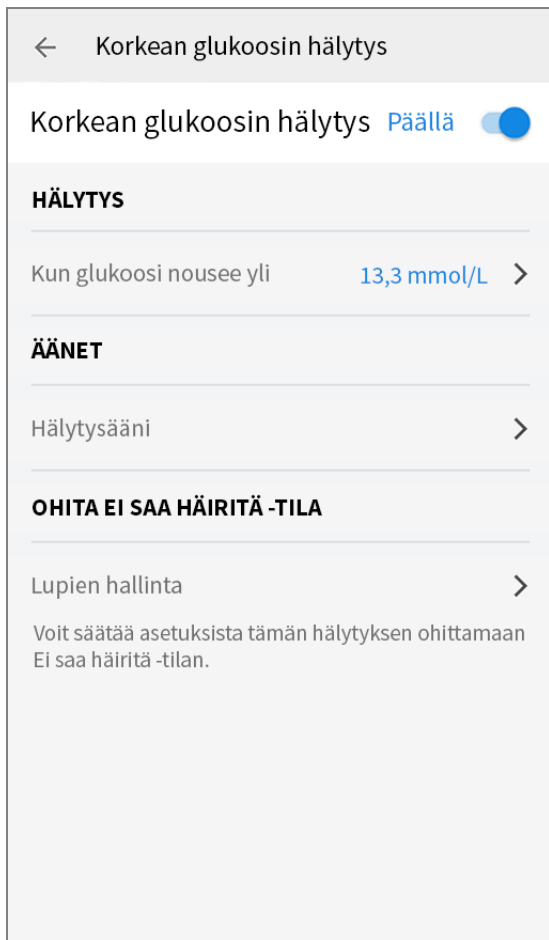 Korkean glukoosin hälytys
Korkean glukoosin hälytys Päällä
HÄLYTYS
Kun glukoosi nousee yli 13,3 mmol/L
ÄÄNET
Hälytysääni
OHITA EI SAA HÄIRITÄ -TILA
Lupien hallinta
Voit säätää asetuksista tämän hälytyksen ohittamaan
Ei saa häiritä -tilan.